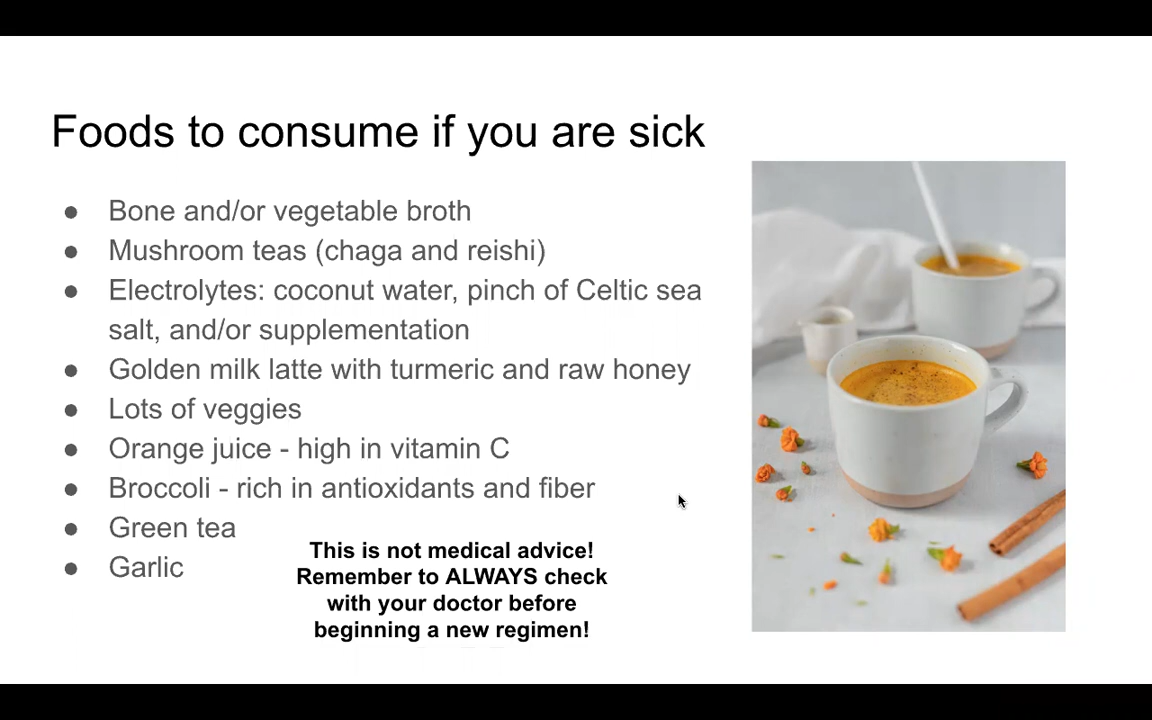 Foods to consume if you are sick
● Bone and/or vegetable broth
● Mushroom teas (chaga and reishi)
● Electrolytes: coconut water, pinch of Celtic sea
salt, and/or supplementation
● Golden milk latte with turmeric and raw honey
● Lots of veggies
● Orange juice - high in vitamin C
● Broccoli - rich in antioxidants and fiber
● Green tea
● Garlic
This is not medical advice!
Remember to ALWAYS check
with your doctor before
beginning a new regimen!